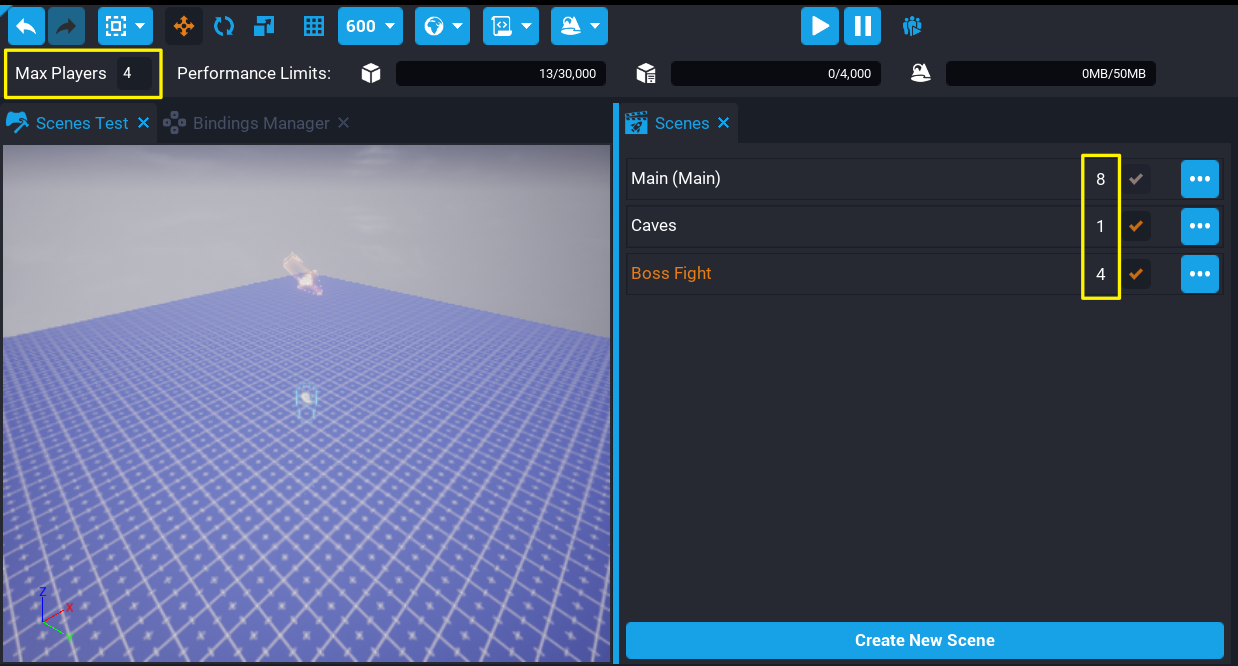 600
Max Players 4
Performance Limits: 13/30,000 0/4,000 0MB/50MB
Scenes Test Bindings Manager
Scenes
Main (Main) 8
Caves 1
Boss Fight 4
Z
X
Y
Create New Scene